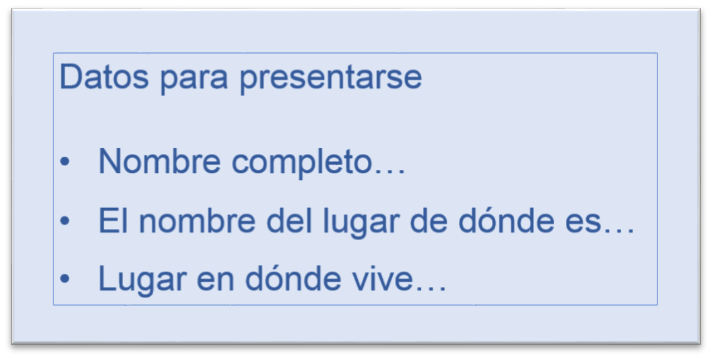 Datos para presentarse
• Nombre completo…
• El nombre del lugar de dónde es…
• Lugar en dónde vive…